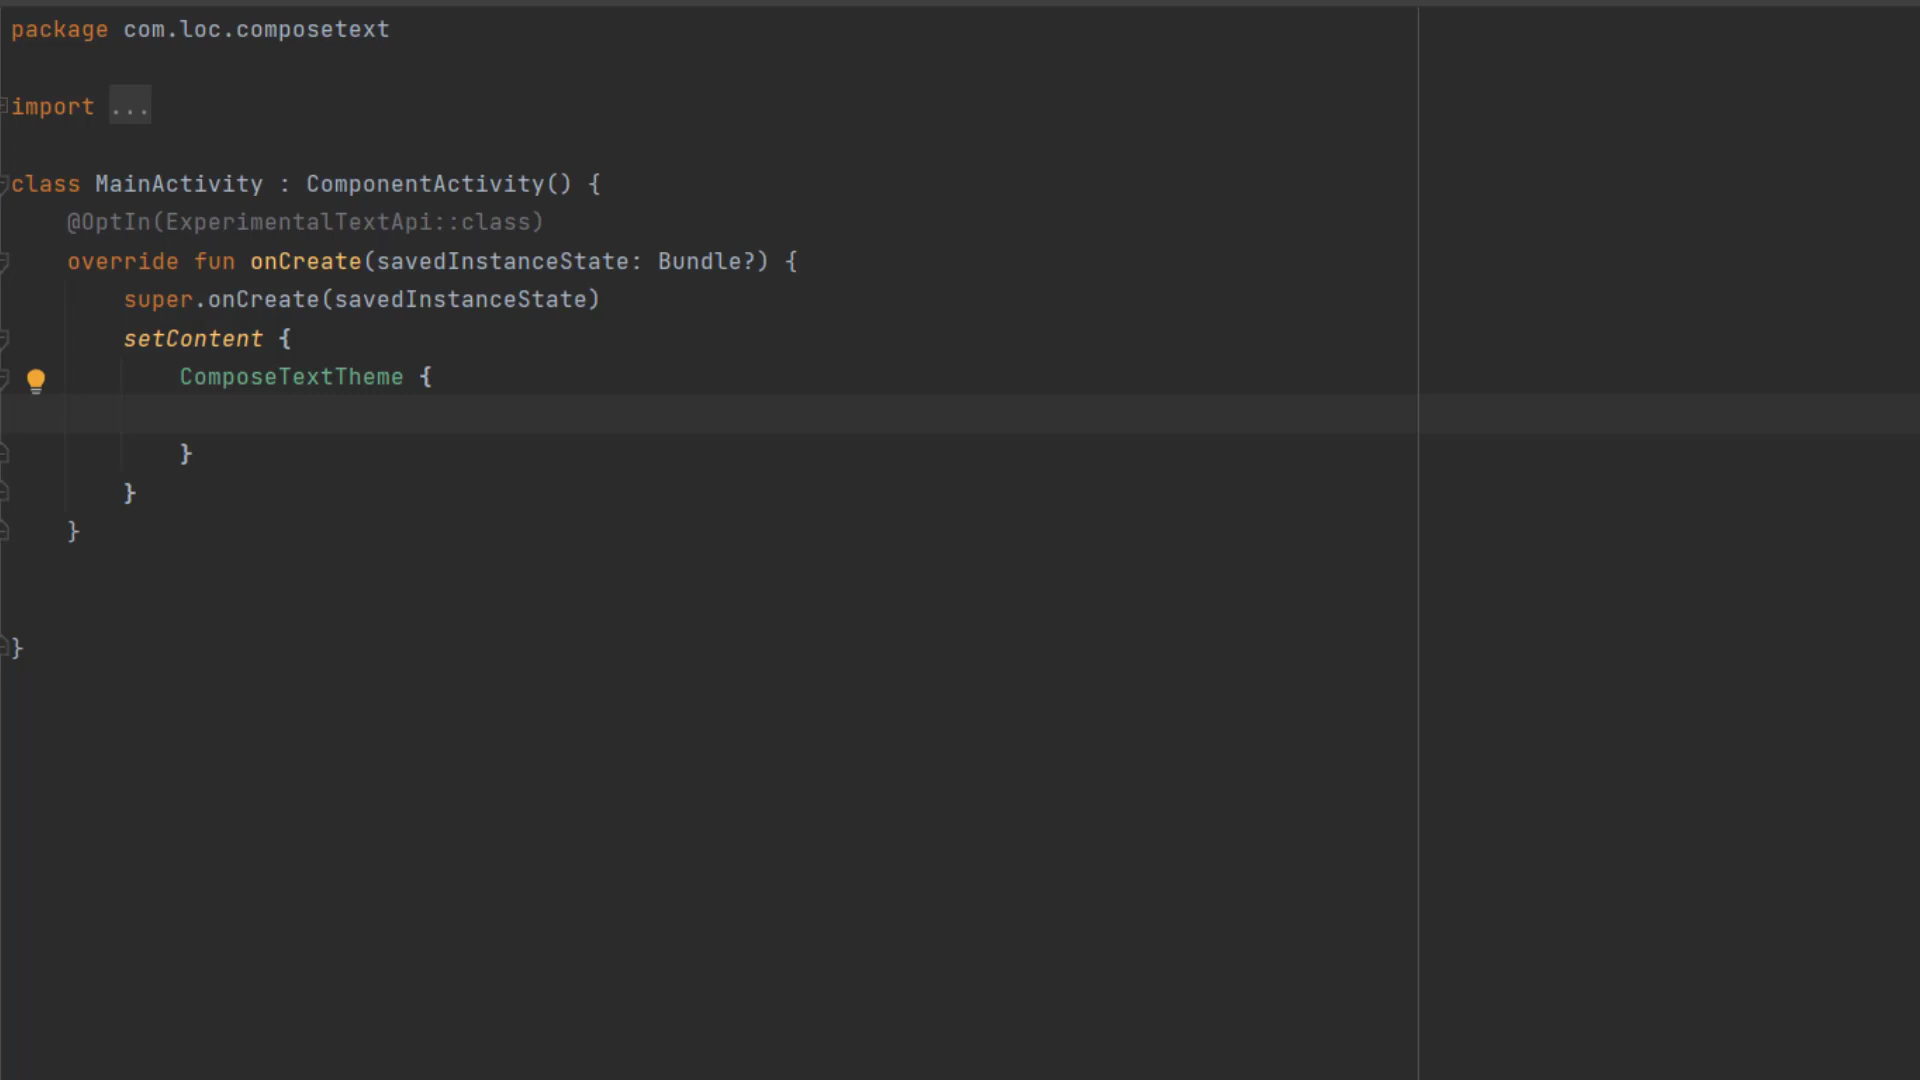 package com.loc.composetext
import ...
class MainActivity : ComponentActivity() {
@OptIn(ExperimentalTextApi::class)
override fun onCreate(savedInstanceState: Bundle?) {
super.onCreate(savedInstanceState)
setContent {
ComposeTextTheme {
}
}
}
}